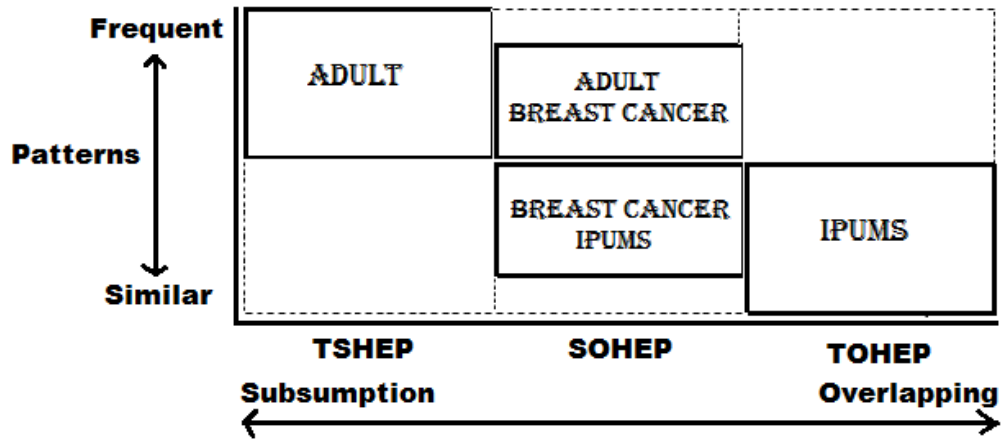 Frequent
Patterns
Similar
ADULT
ADULT
BREAST CANCER
BREAST CANCER
IPUMS
IPUMS
TSHEP
SOHEP
TOHEP
Subsumption
Overlapping